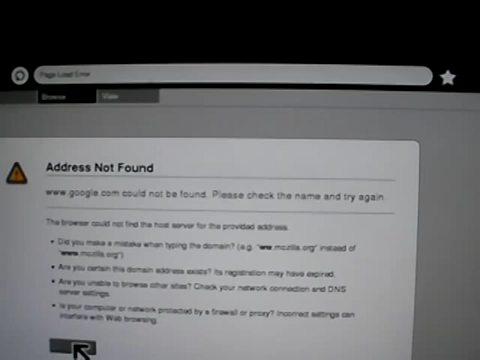 Page Load Error
Browse View
Address Not Found
www.google.com could not be found. Please check the name and try again.
The browser could not find the host server for the provided address.
• Did you make a mistake when typing the domain? (e.g. "ww.mozilla.org" instead of
"www.mozilla.org")
• Are you certain this domain address exists? Its registration may have expired.
• Are you unable to browse other sites? Check your network connection and DNS
server settings.
• Is your computer or network protected by a firewall or proxy? Incorrect settings can
interfere with Web browsing.